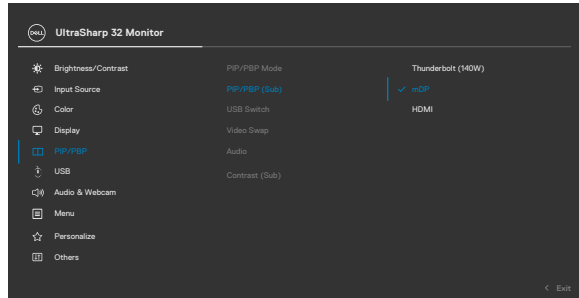 DELL UltraSharp 32 Monitor
Brightness/Contrast PIP/PBP Mode Thunderbolt (140W)
Input Source PIP/PBP (Sub) mDP
Color USB Switch HDMI
Display Video Swap
PIP/PBP Audio
USB Contrast (Sub)
Audio & Webcam
Menu
Personalize
Others
Exit